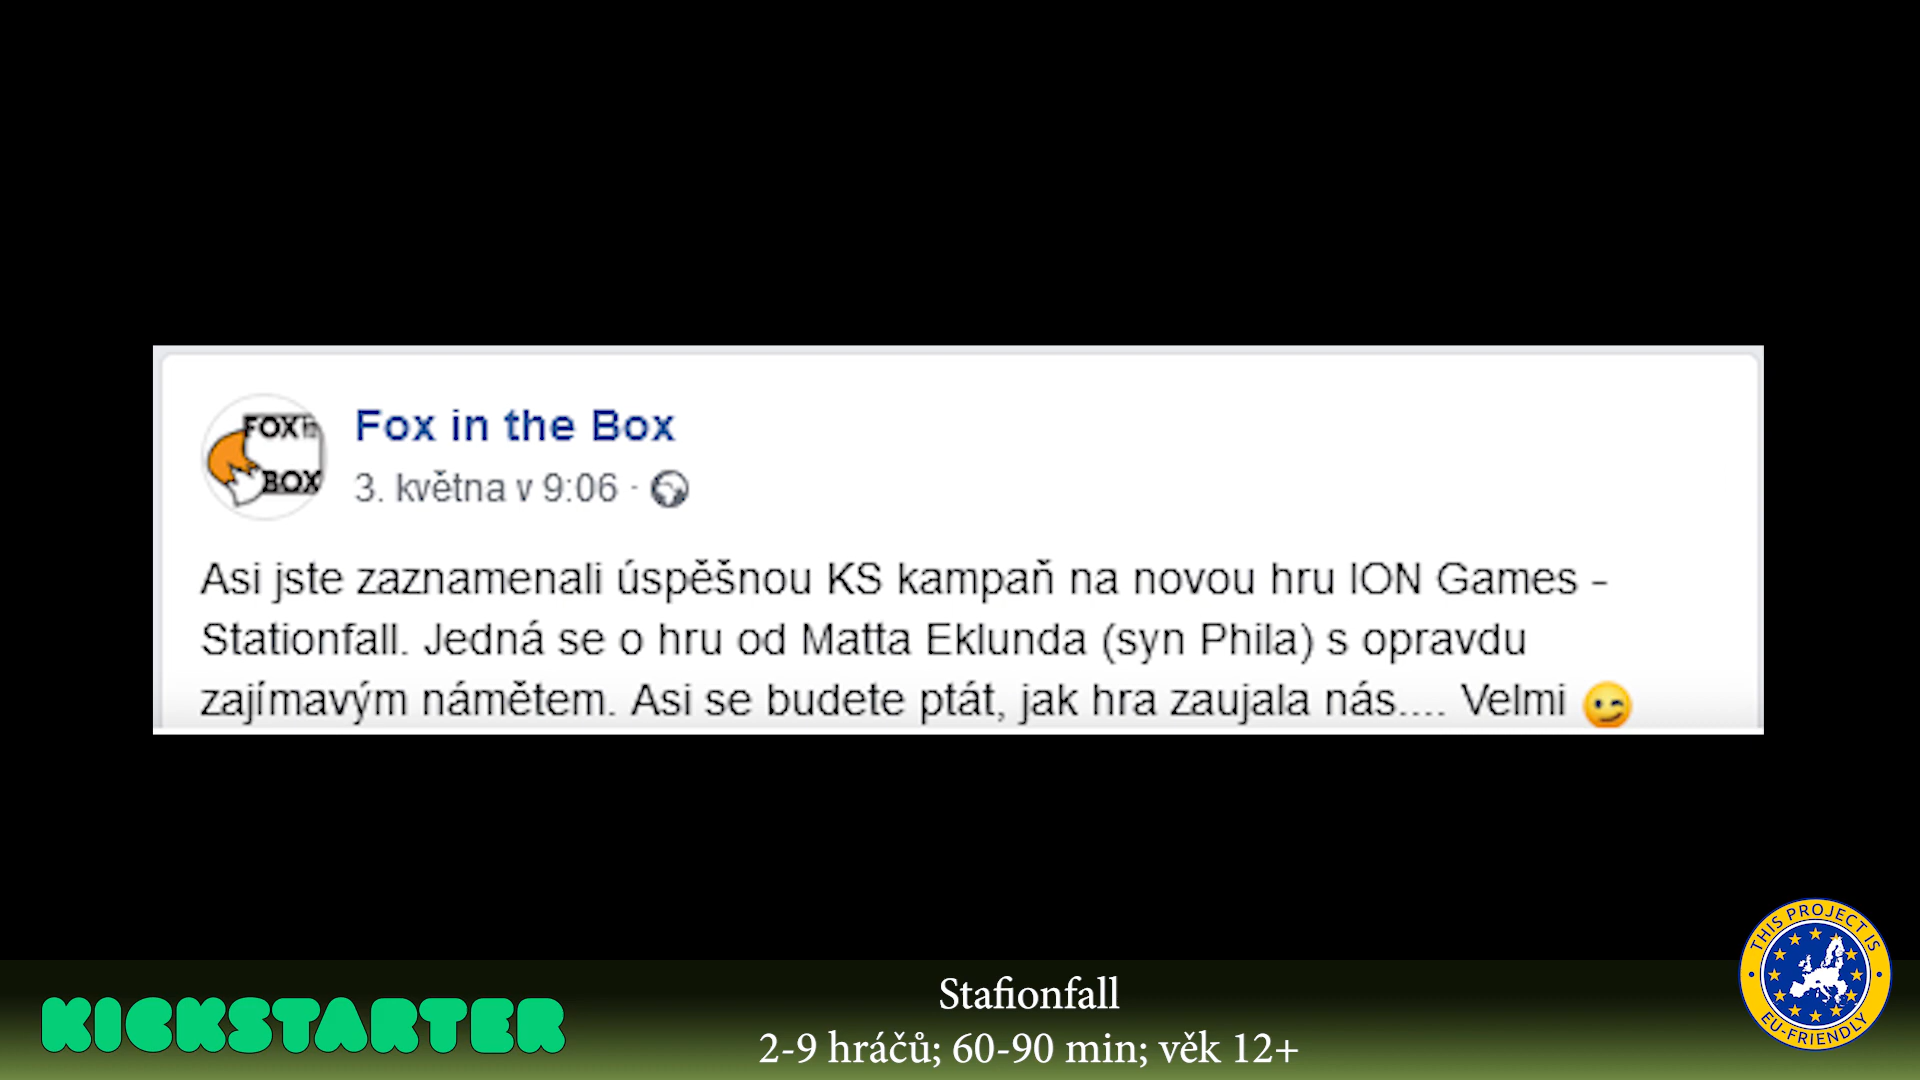 FOX in
BOX
Fox in the Box
3. května v 9:06 ·
Asi jste zaznamenali úspěšnou KS kampaň na novou hru ION Games -
Stationfall. Jedná se o hru od Matta Eklunda (syn Phila) s opravdu
zajímavým námětem. Asi se budete ptát, jak hra zaujala nás.... Velmi 😉
KICKSTARTER
Stafionfall
2-9 hráčů; 60-90 min; věk 12+
THIS PROJECT IS
EU-FRIENDLY